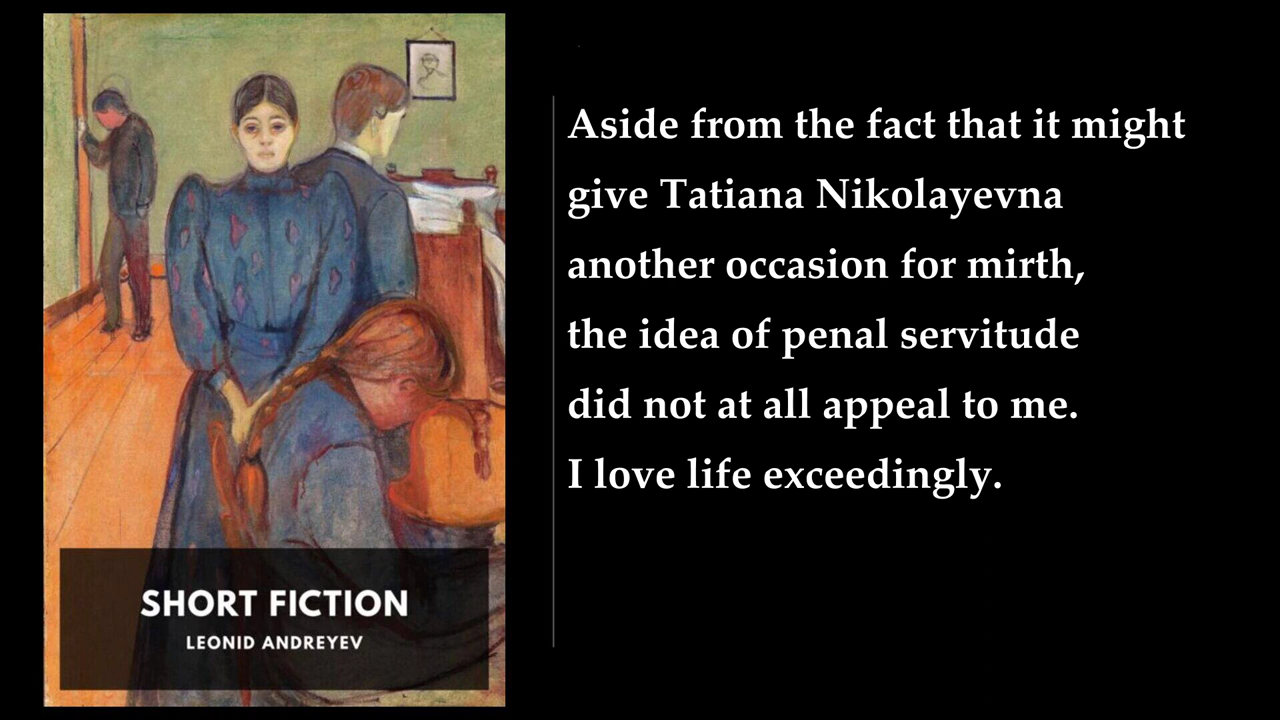 SHORT FICTION
LEONID ANDREYEV
Aside from the fact that it might
give Tatiana Nikolayevna
another occasion for mirth,
the idea of penal servitude
did not at all appeal to me.
I love life exceedingly.